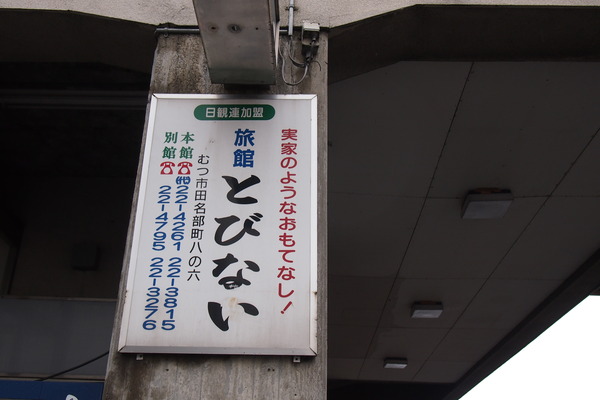 日観連加盟
実家のようなおもてなし!
旅館 とびない
むつ市田名部町八の六
本館☎㈹22-4261 22-3815
別館☎ 22-4795 22-3276